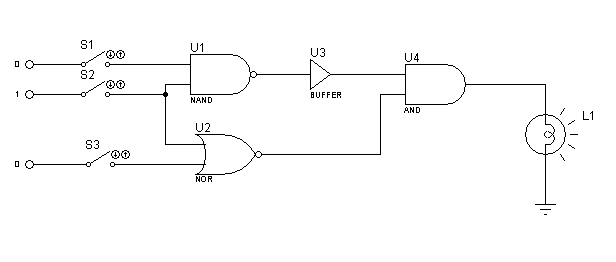 S1
0
S2
1
U1
NAND
U3
BUFFER
U4
AND
L1
U2
NOR
S3
0